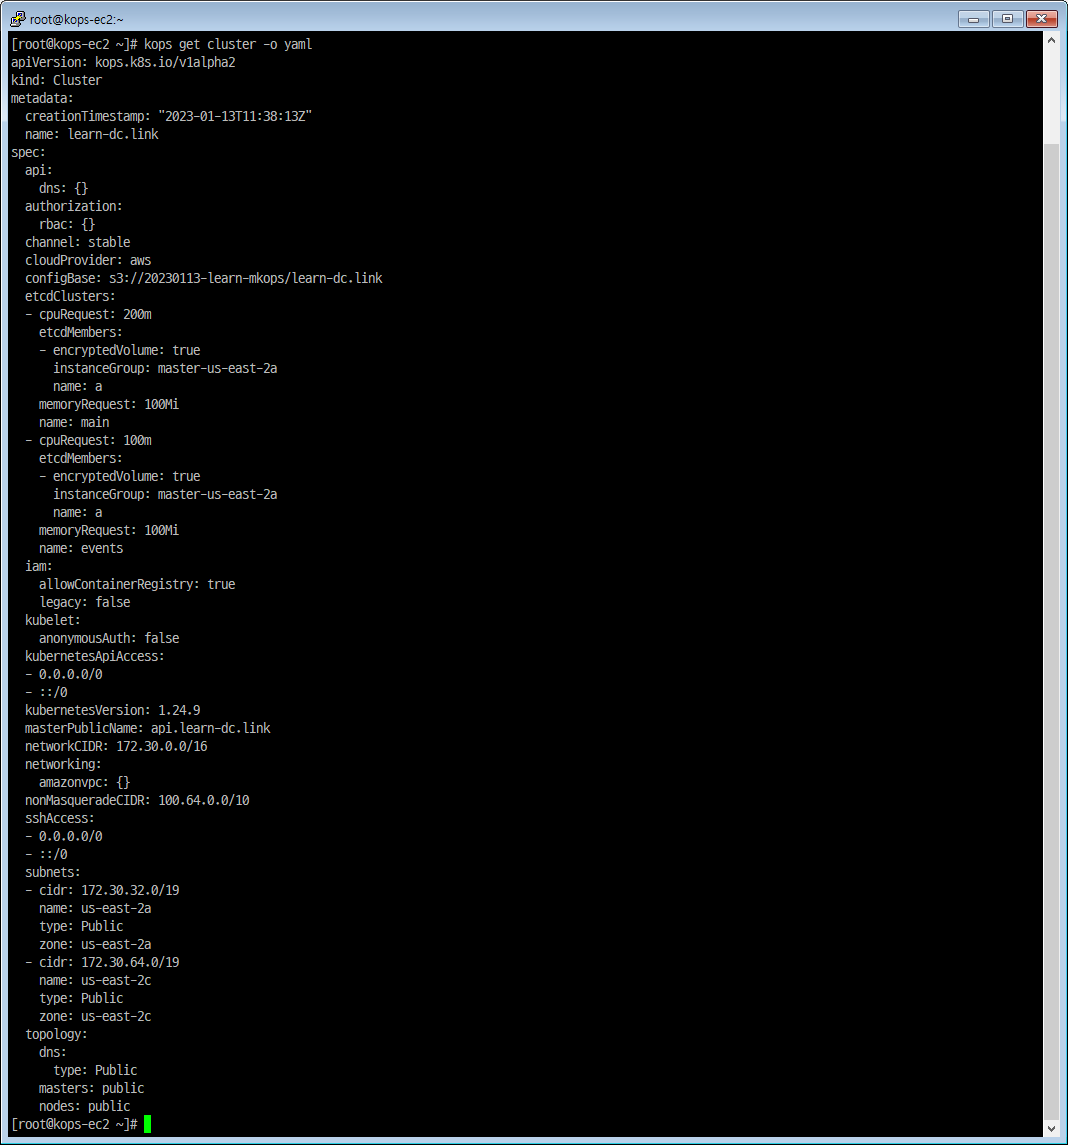 root@kops-ec2:~
[root@kops-ec2 ~]# kops get cluster -o yaml
apiVersion: kops.k8s.io/v1alpha2
kind: Cluster
metadata:
  creationTimestamp: "2023-01-13T11:38:13Z"
  name: learn-dc.link
spec:
  api:
    dns: {}
  authorization:
    rbac: {}
  channel: stable
  cloudProvider: aws
  configBase: s3://20230113-learn-mkops/learn-dc.link
  etcdClusters:
  - cpuRequest: 200m
    etcdMembers:
    - encryptedVolume: true
      instanceGroup: master-us-east-2a
      name: a
    memoryRequest: 100Mi
    name: main
  - cpuRequest: 100m
    etcdMembers:
    - encryptedVolume: true
      instanceGroup: master-us-east-2a
      name: a
    memoryRequest: 100Mi
    name: events
  iam:
    allowContainerRegistry: true
    legacy: false
  kubelet:
    anonymousAuth: false
  kubernetesApiAccess:
  - 0.0.0.0/0
  - ::/0
  kubernetesVersion: 1.24.9
  masterPublicName: api.learn-dc.link
  networkCIDR: 172.30.0.0/16
  networking:
    amazonvpc: {}
  nonMasqueradeCIDR: 100.64.0.0/10
  sshAccess:
  - 0.0.0.0/0
  - ::/0
  subnets:
  - cidr: 172.30.32.0/19
    name: us-east-2a
    type: Public
    zone: us-east-2a
  - cidr: 172.30.64.0/19
    name: us-east-2c
    type: Public
    zone: us-east-2c
  topology:
    dns:
      type: Public
    masters: public
    nodes: public
[root@kops-ec2 ~]#